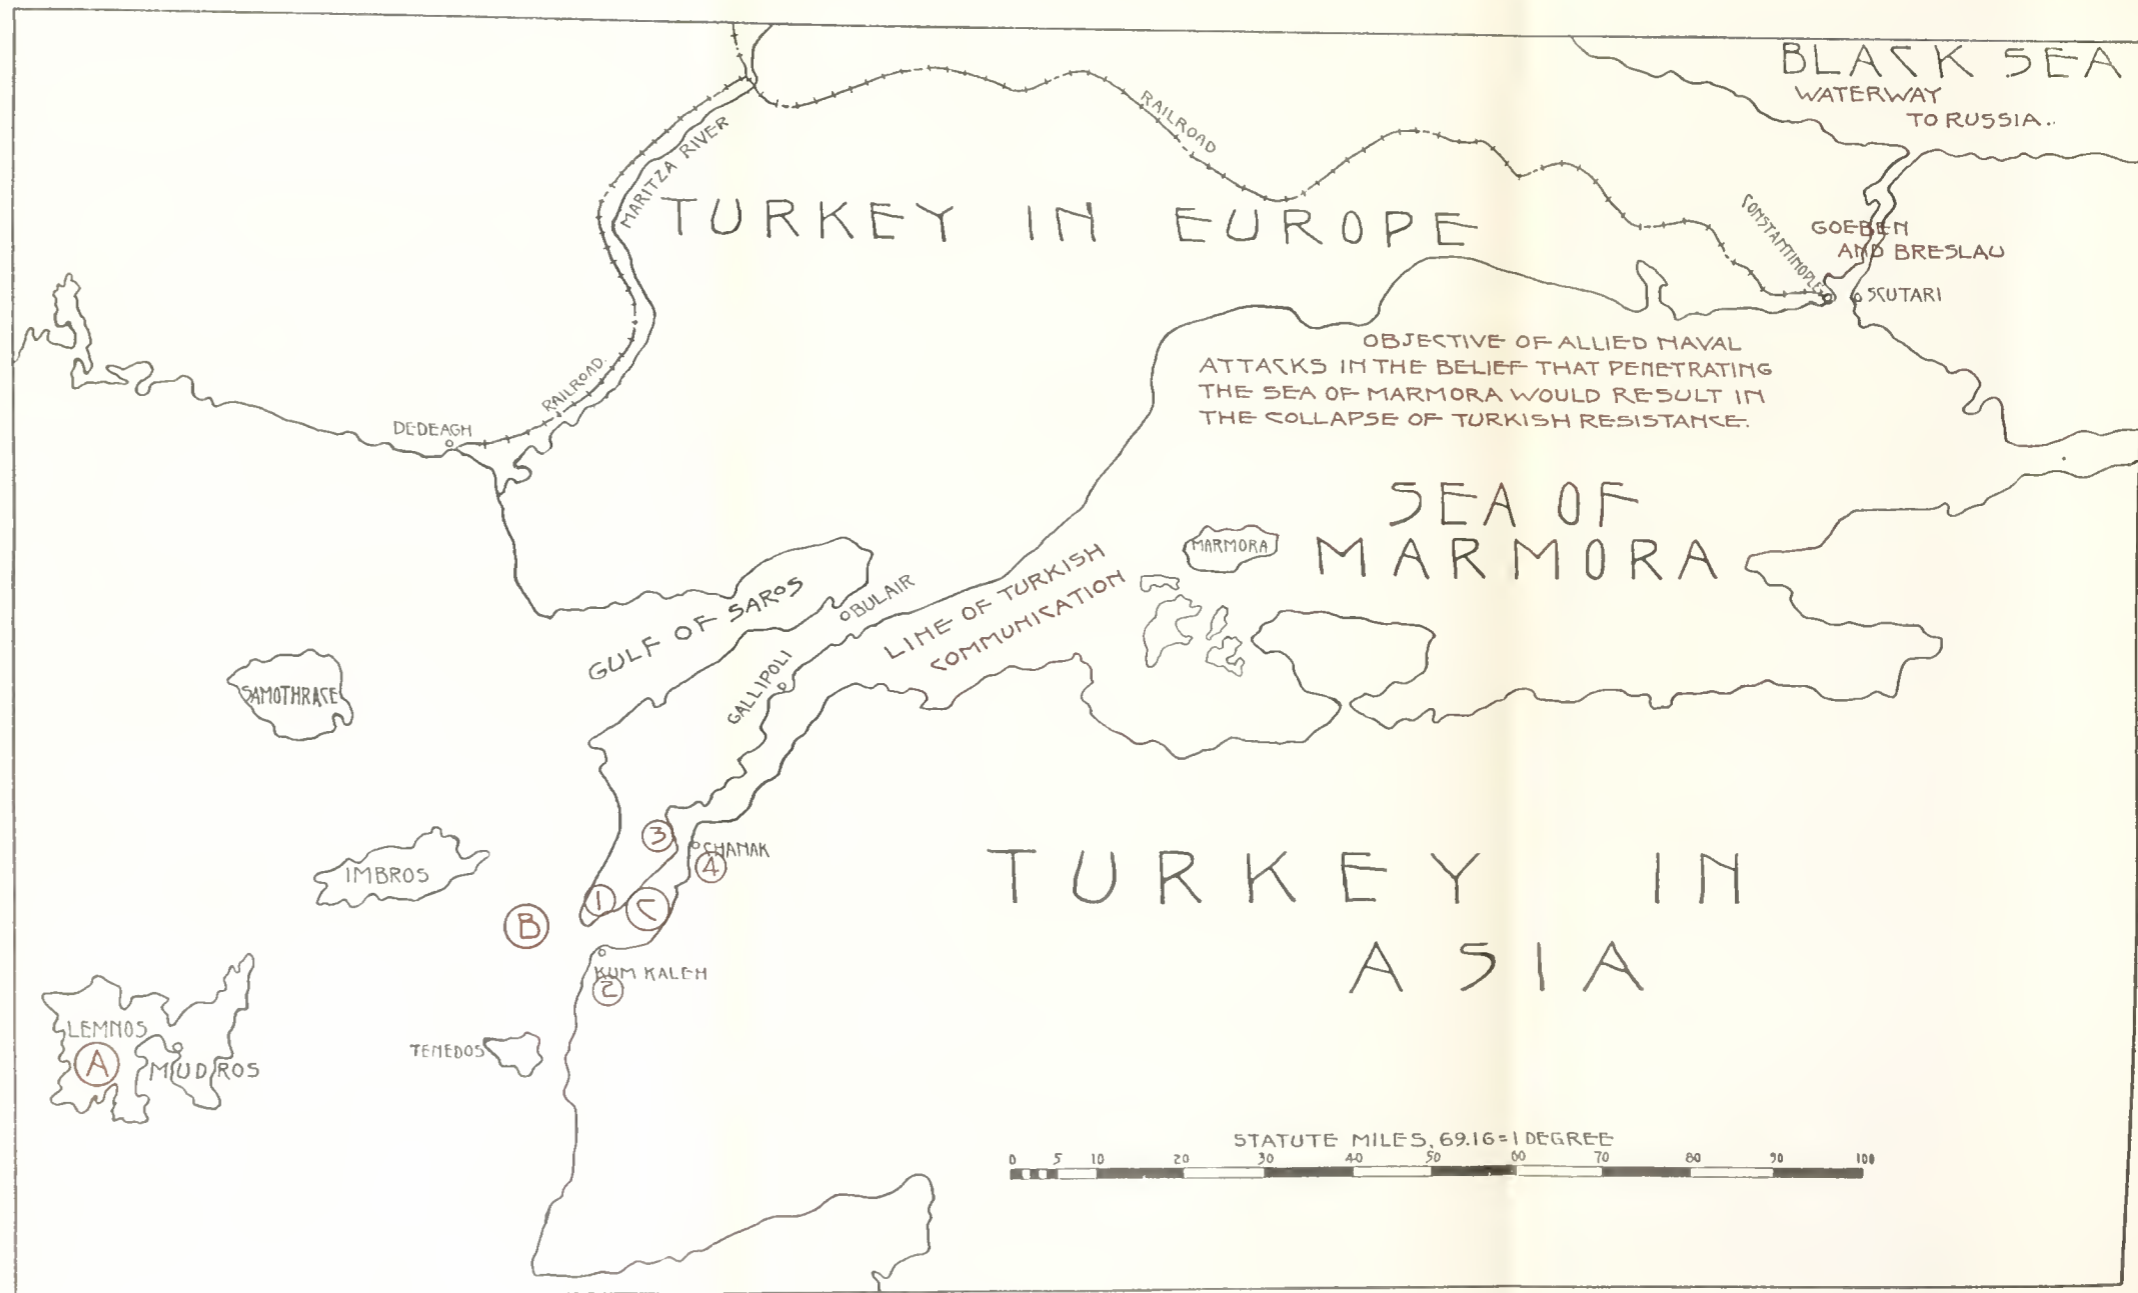 BLACK SEA
WATERWAY
TO RUSSIA..
RAILROAD
MARITZA RIVER
TURKEY IN EUROPE
CONSTANTINOPLE
GOEBEN
AND BRESLAU
SCUTARI
OBJECTIVE OF ALLIED NAVAL
ATTACKS IN THE BELIEF THAT PENETRATING
THE SEA OF MARMORA WOULD RESULT IN
THE COLLAPSE OF TURKISH RESISTANCE.
RAILROAD.
DEDEAGH
SEA OF
MARMORA
MARMORA
GULF OF SAROS
BULAIR
LINE OF TURKISH
COMMUNICATION
GALLIPOLI
SAMOTHRACE
3
CHANAK
4
IMBROS
1
C
B
KUM KALEH
2
TURKEY IN
ASIA
LEMNOS
A
MUDROS
TENEDOS
STATUTE MILES, 69.16=1 DEGREE
0 5 10 20 30 40 50 60 70 80 90 100